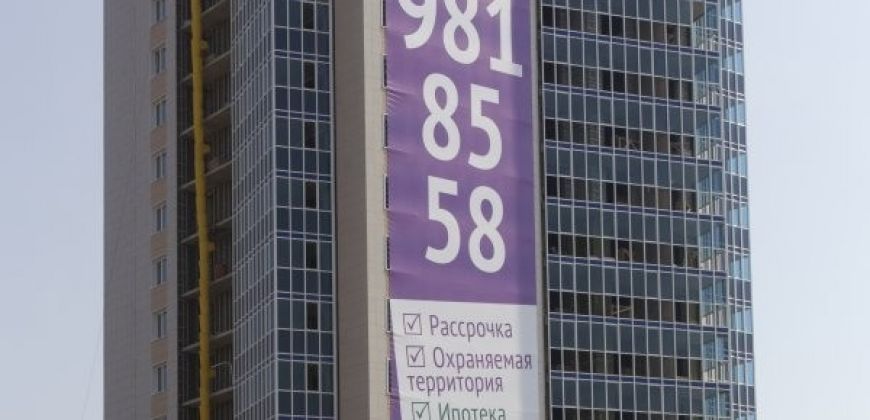 981
85
58
☑ Рассрочка
☑ Охраняемая
территория
☑ Ипотека